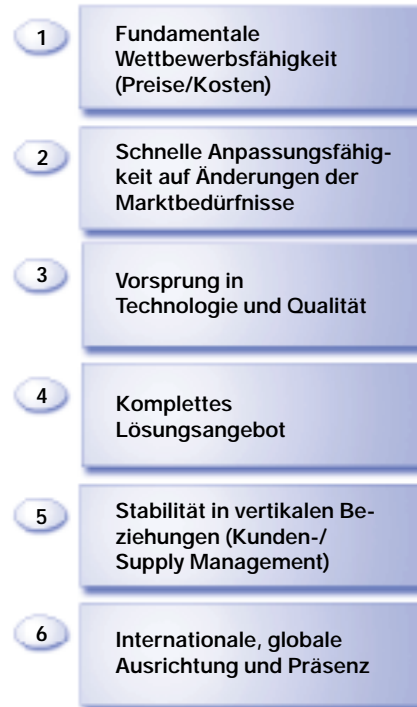 1
Fundamentale
Wettbewerbsfähigkeit
(Preise/Kosten)
2
Schnelle Anpassungsfähig-
keit auf Änderungen der
Marktbedürfnisse
3
Vorsprung in
Technologie und Qualität
4
Komplettes
Lösungsangebot
5
Stabilität in vertikalen Be-
ziehungen (Kunden-/
Supply Management)
6
Internationale, globale
Ausrichtung und Präsenz